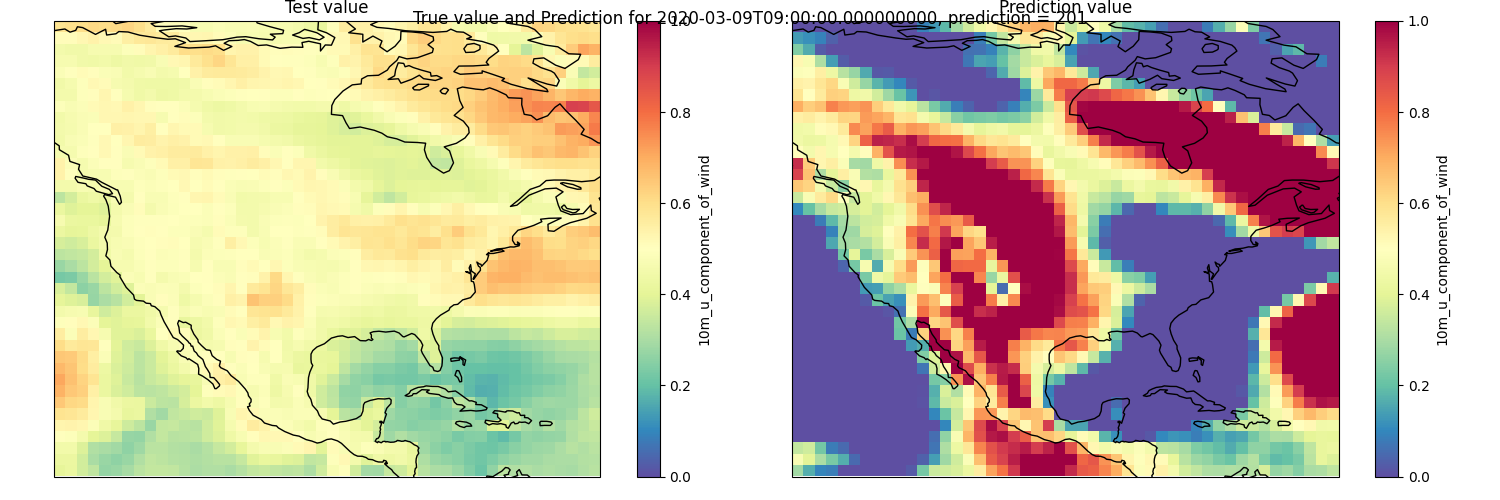 Test value
True value and Prediction for 2020-03-09T09:00:00.000000000, prediction = 201
Prediction value
1.0
0.8
0.6
0.4
0.2
0.0
10m_u_component_of_wind
1.0
0.8
0.6
0.4
0.2
0.0
10m_u_component_of_wind